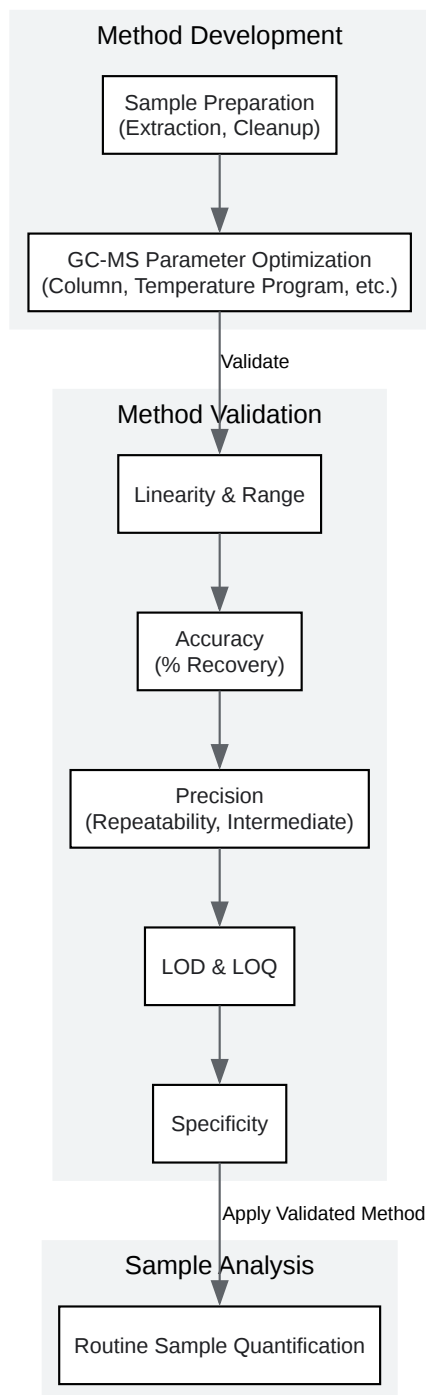 Method Development
Sample Preparation
(Extraction, Cleanup)
GC-MS Parameter Optimization
(Column, Temperature Program, etc.)
Validate
Method Validation
Linearity & Range
Accuracy
(% Recovery)
Precision
(Repeatability, Intermediate)
LOD & LOQ
Specificity
Apply Validated Method
Sample Analysis
Routine Sample Quantification